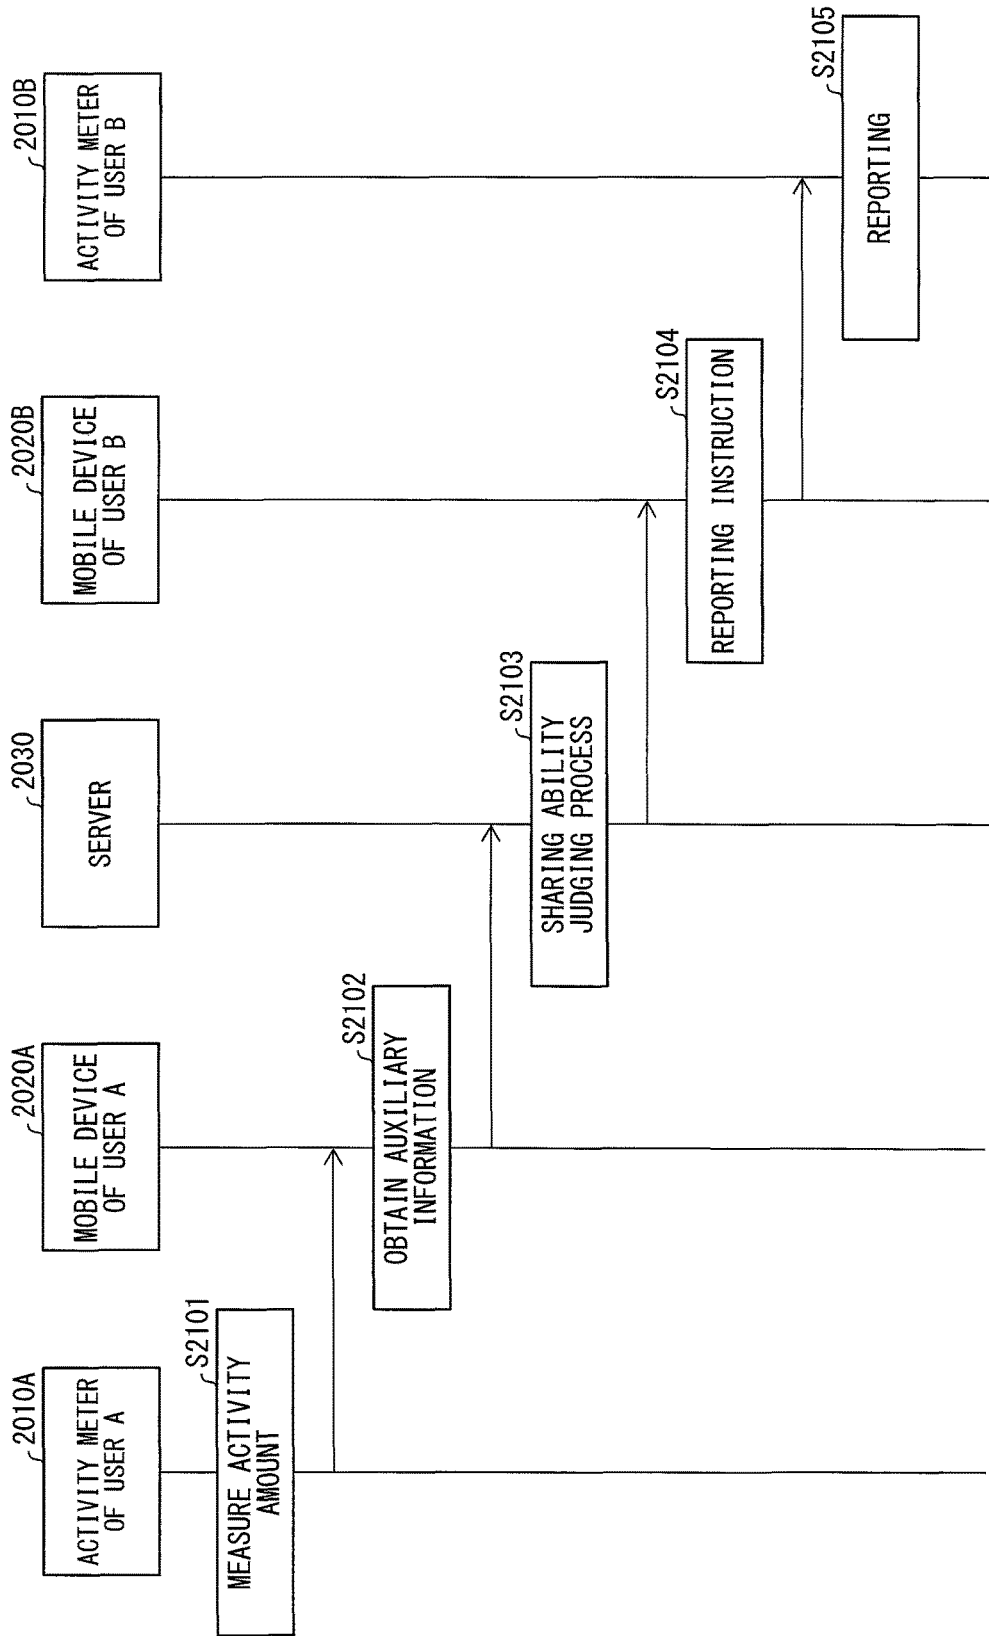 2010A
ACTIVITY METER
OF USER A
2020A
MOBILE DEVICE
OF USER A
2030
SERVER
2020B
MOBILE DEVICE
OF USER B
2010B
ACTIVITY METER
OF USER B
S2101
MEASURE ACTIVITY
AMOUNT
S2102
OBTAIN AUXILIARY
INFORMATION
S2103
SHARING ABILITY
JUDGING PROCESS
S2104
REPORTING INSTRUCTION
S2105
REPORTING